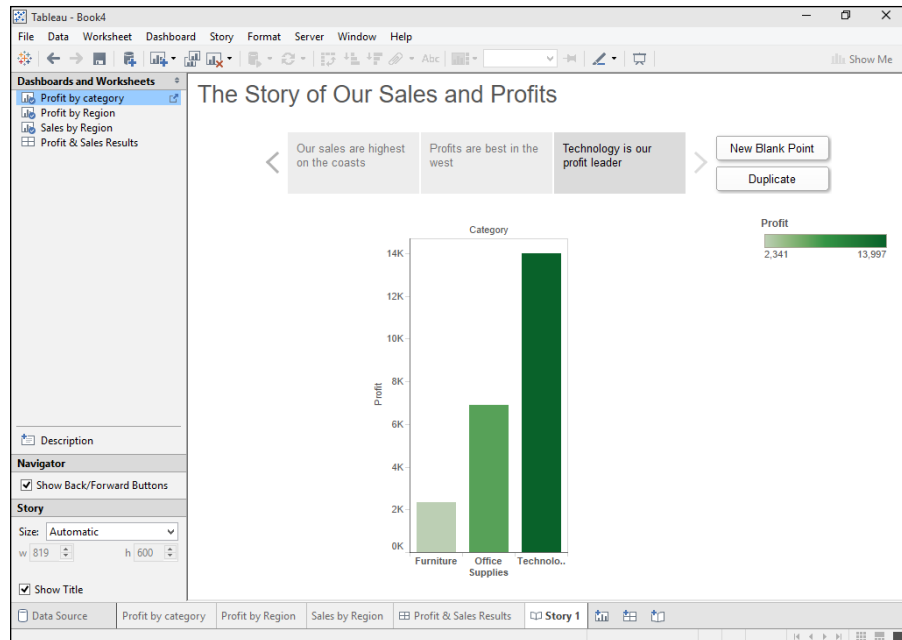 Tableau - Book4
File Data Worksheet Dashboard Story Format Server Window Help
Abc
Show Me
Dashboards and Worksheets
Profit by category
Profit by Region
Sales by Region
Profit & Sales Results
Description
Navigator
Show Back/Forward Buttons
Story
Size: Automatic
w 819 h 600
Show Title
The Story of Our Sales and Profits
Our sales are highest
on the coasts
Profits are best in the
west
Technology is our
profit leader
New Blank Point
Duplicate
Category
Profit
14K
12K
10K
8K
6K
4K
2K
0K
Furniture
Office
Supplies
Technolo..
Profit
2,341 13,997
Data Source Profit by category Profit by Region Sales by Region Profit & Sales Results Story 1